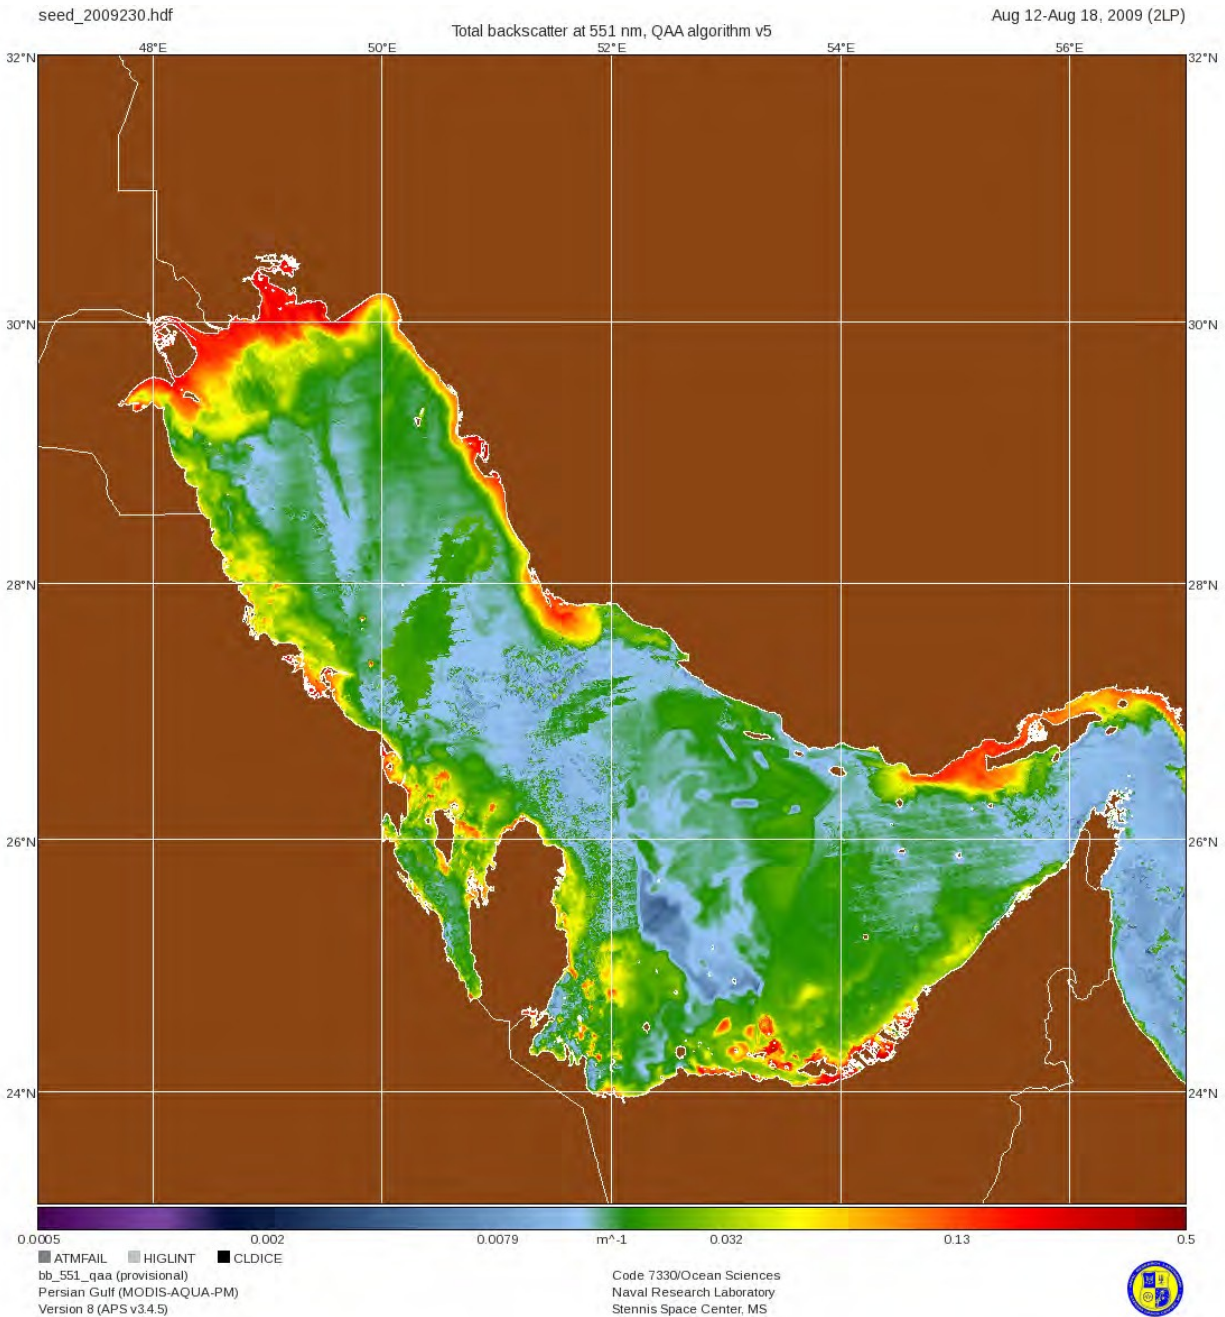 seed_2009230.hdf
Aug 12-Aug 18, 2009 (2LP)
Total backscatter at 551 nm, QAA algorithm v5
48°E 50°E 52°E 54°E 56°E
32°N 32°N
30°N 30°N
28°N 28°N
26°N 26°N
24°N 24°N
0.0005 0.002 0.0079 m^-1 0.032 0.13 0.5
ATMFAIL HIGLINT CLDICE
bb_551_qaa (provisional)
Persian Gulf (MODIS-AQUA-PM)
Version 8 (APS v3.4.5)
Code 7330/Ocean Sciences
Naval Research Laboratory
Stennis Space Center, MS